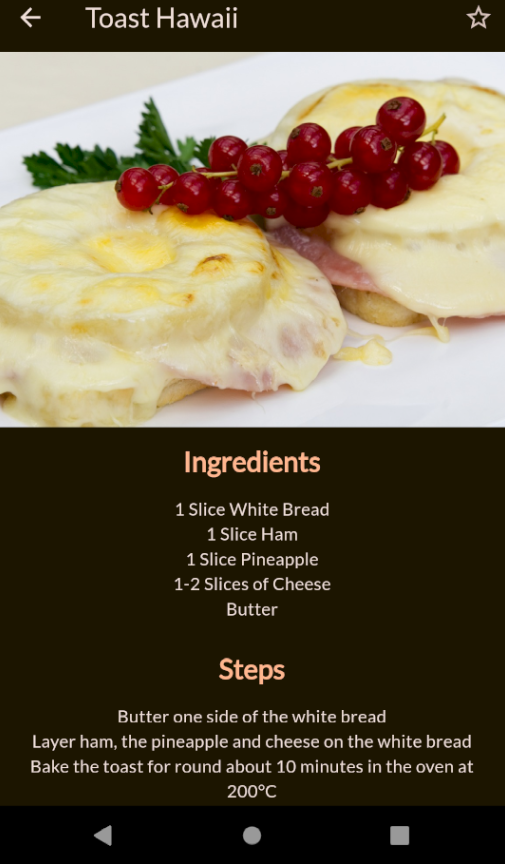 Toast Hawaii
Ingredients
1 Slice White Bread
1 Slice Ham
1 Slice Pineapple
1-2 Slices of Cheese
Butter
Steps
Butter one side of the white bread
Layer ham, the pineapple and cheese on the white bread
Bake the toast for round about 10 minutes in the oven at
200°C